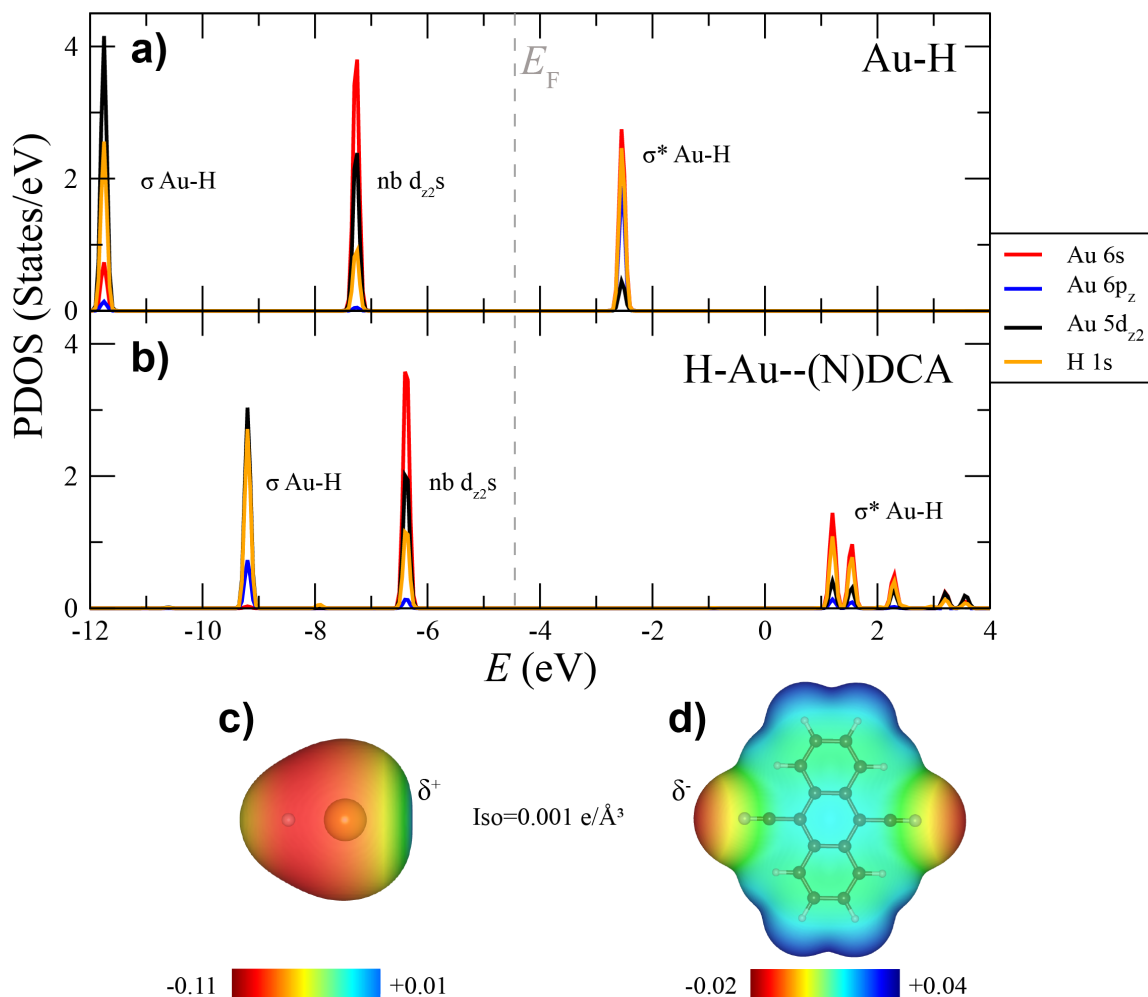 a)
E_F
Au-H
4
2
0
σ Au-H
nb d_z2s
σ* Au-H
PDOS (States/eV)
Au 6s
Au 6p_z
Au 5d_z2
H 1s
b)
H-Au--(N)DCA
4
2
0
σ Au-H
nb d_z2s
σ* Au-H
-12 -10 -8 -6 -4 -2 0 2 4
E (eV)
c)
δ⁺
Iso=0.001 e/Å³
-0.11 +0.01
d)
δ⁻
-0.02 +0.04